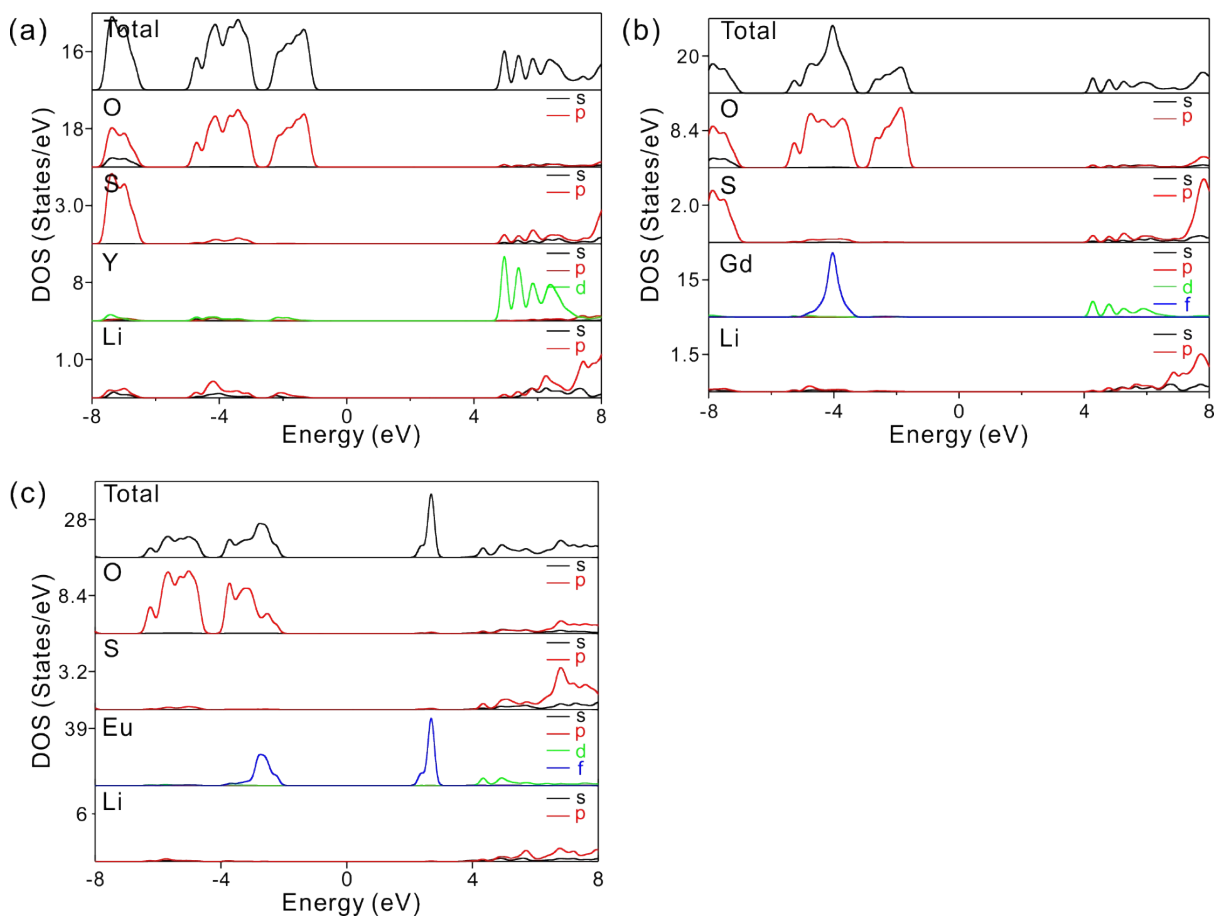 (a)
Total
16
O
s
p
18
S
s
p
3.0
Y
s
p
d
8
Li
s
p
1.0
DOS (States/eV)
-8 -4 0 4 8
Energy (eV)
(b)
Total
20
O
s
p
8.4
S
s
p
2.0
Gd
s
p
d
f
15
Li
s
p
1.5
DOS (States/eV)
-8 -4 0 4 8
Energy (eV)
(c)
Total
28
O
s
p
8.4
S
s
p
3.2
Eu
s
p
d
f
39
Li
s
p
6
DOS (States/eV)
-8 -4 0 4 8
Energy (eV)